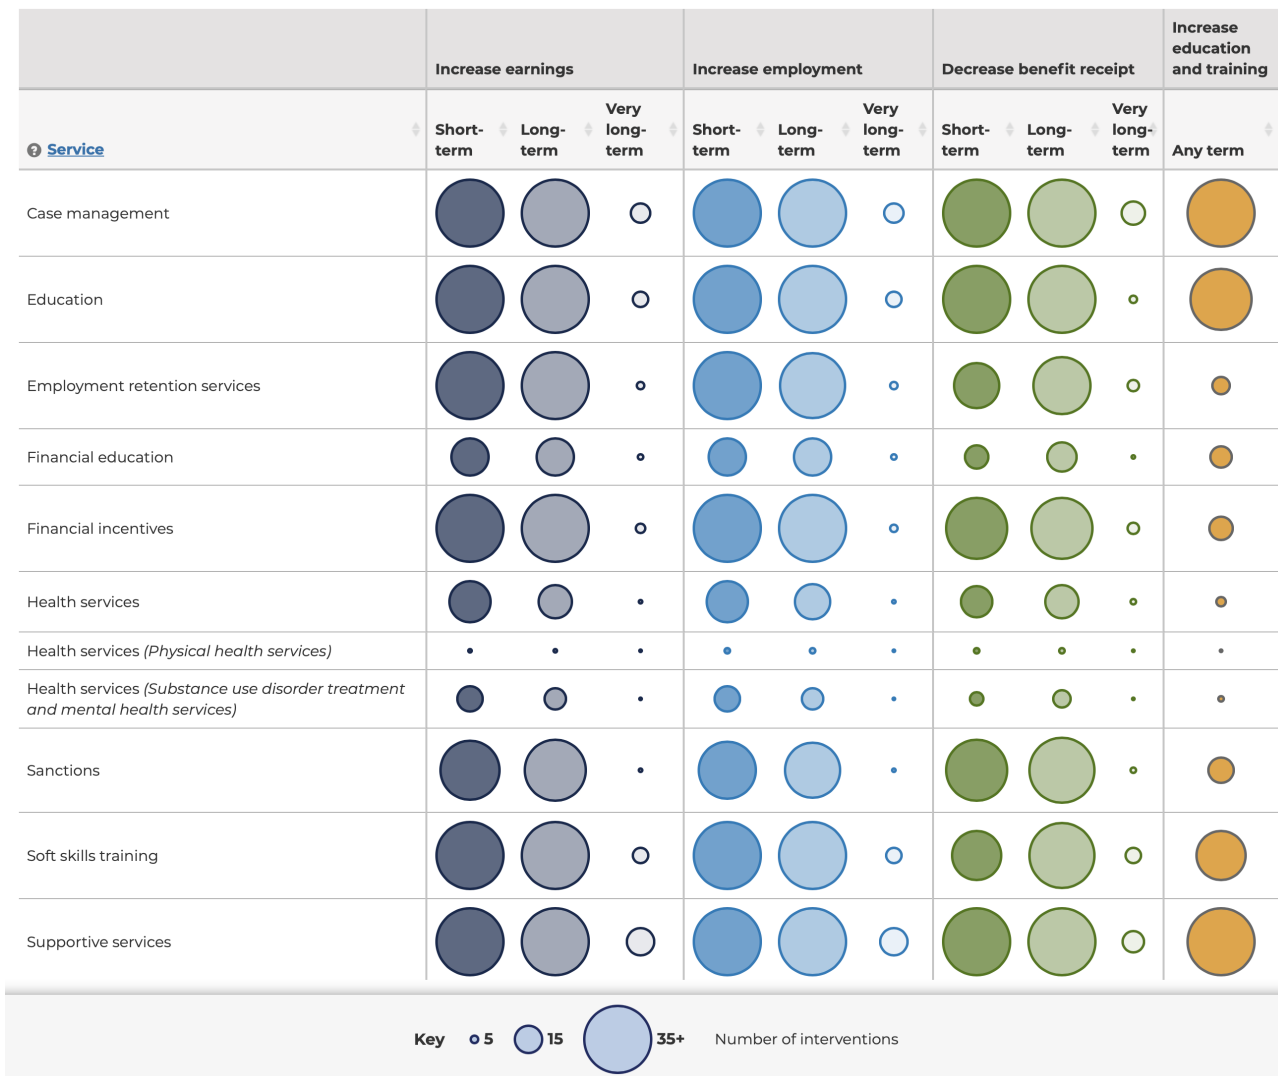 Increase earnings
Increase employment
Decrease benefit receipt
Increase
education
and training
? Service
Short-
term
Long-
term
Very
long-
term
Short-
term
Long-
term
Very
long-
term
Short-
term
Long-
term
Very
long-
term
Any term
Case management
Education
Employment retention services
Financial education
Financial incentives
Health services
Health services (Physical health services)
Health services (Substance use disorder treatment
and mental health services)
Sanctions
Soft skills training
Supportive services
Key 5 15 35+ Number of interventions